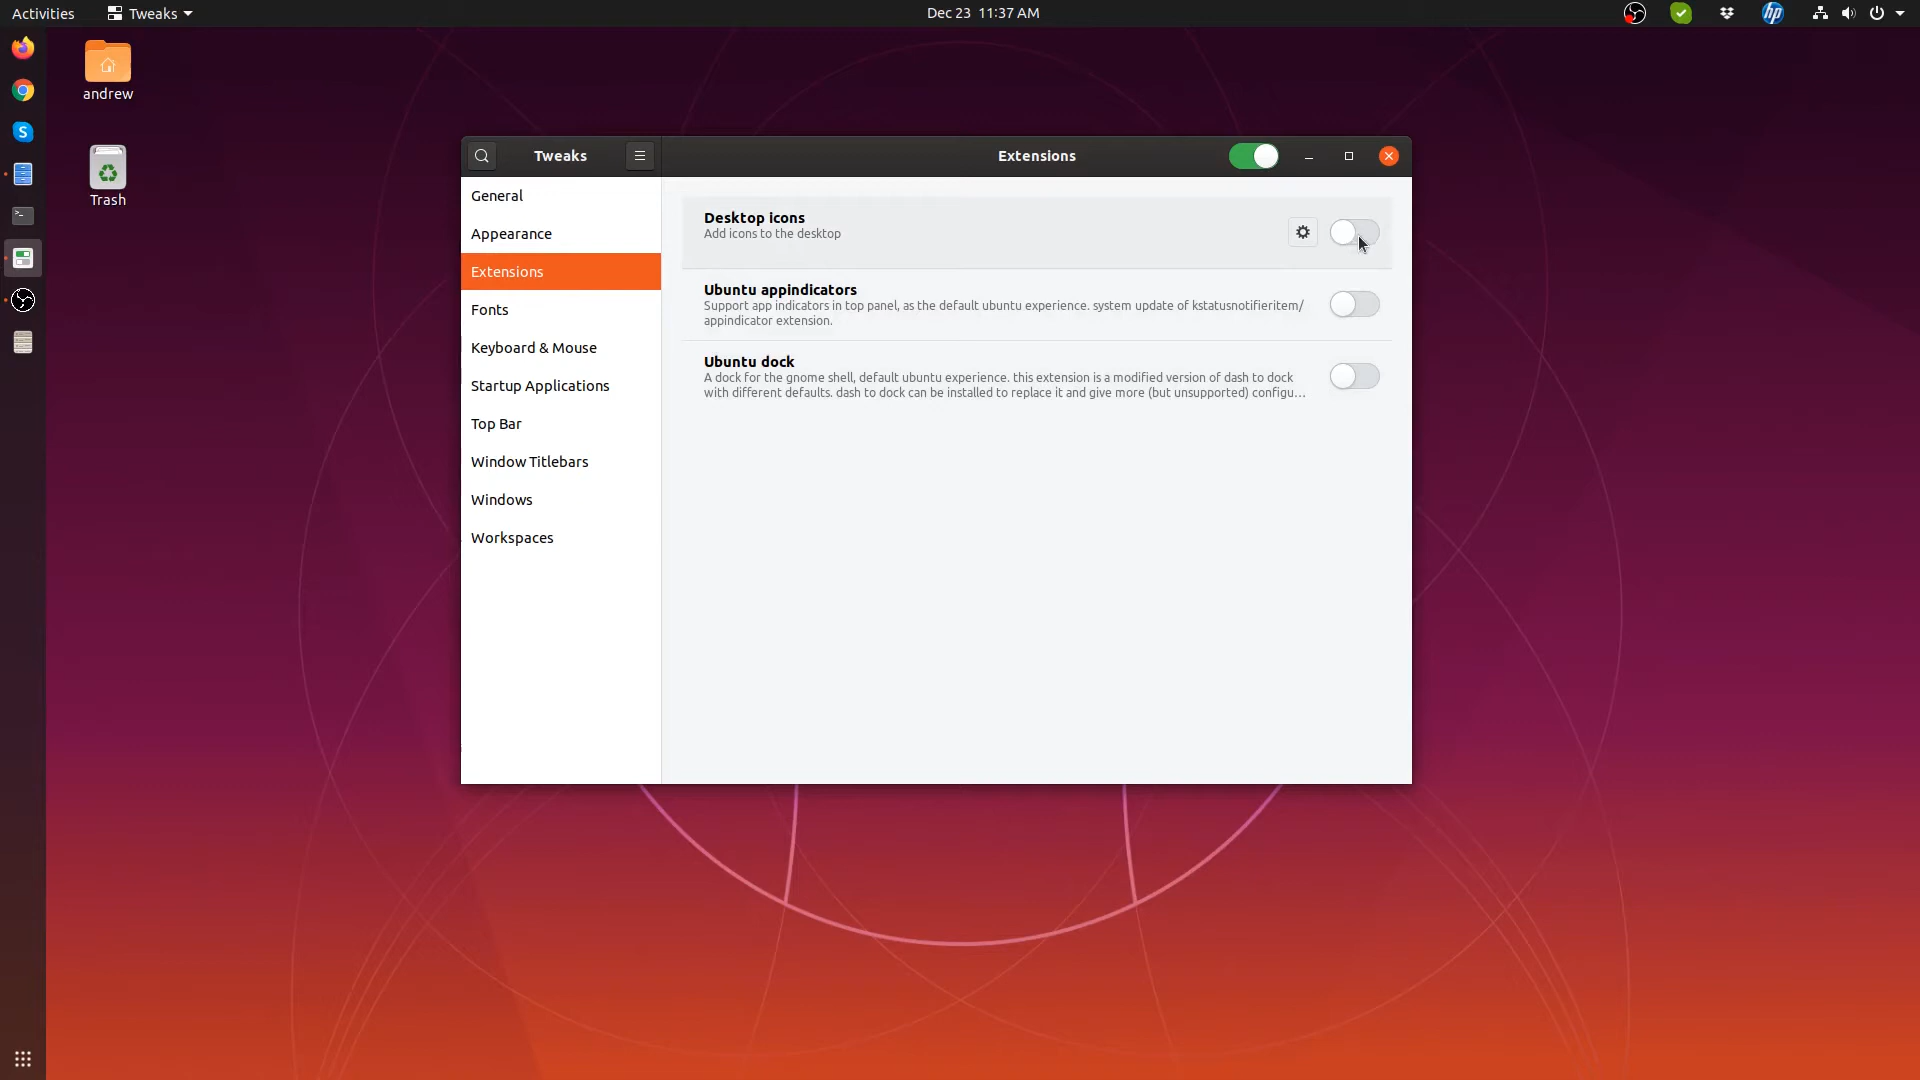 Activities
Tweaks
Dec 23 11:37 AM
hp
S
andrew
Trash
Tweaks
Extensions
General
Appearance
Extensions
Fonts
Keyboard & Mouse
Startup Applications
Top Bar
Window Titlebars
Windows
Workspaces
Desktop icons
Add icons to the desktop
Ubuntu appindicators
Support app indicators in top panel, as the default ubuntu experience. system update of kstatusnotifieritem/
appindicator extension.
Ubuntu dock
A dock for the gnome shell, default ubuntu experience. this extension is a modified version of dash to dock
with different defaults. dash to dock can be installed to replace it and give more (but unsupported) configu…